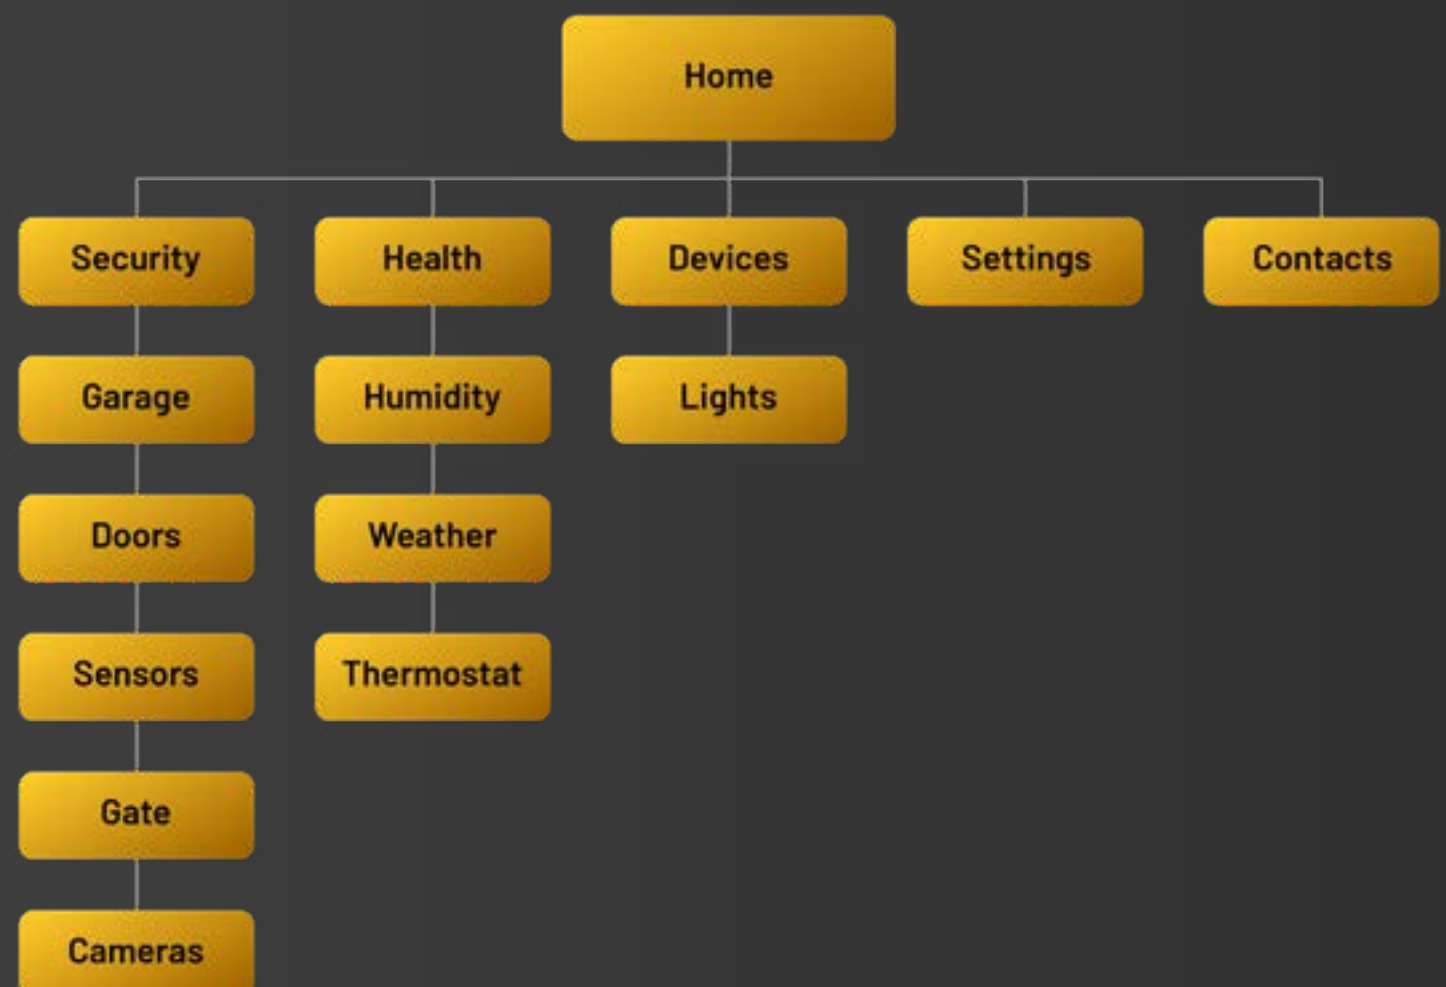 Home
Security
Health
Devices
Settings
Contacts
Garage
Humidity
Lights
Doors
Weather
Sensors
Thermostat
Gate
Cameras